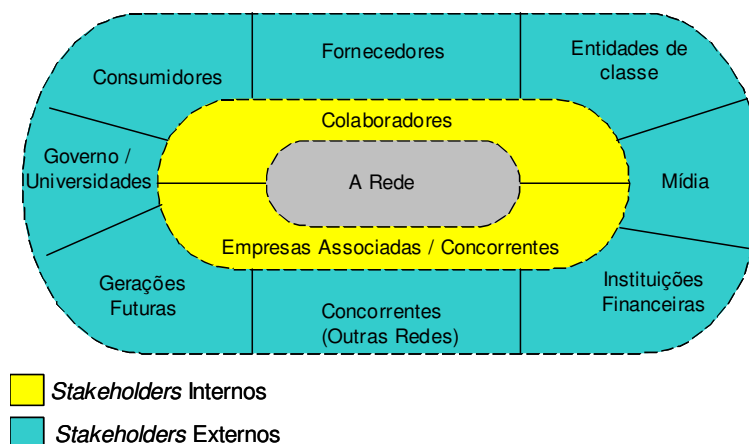 Fornecedores
Entidades de
classe
Consumidores
Colaboradores
Governo /
Universidades
A Rede
Mídia
Empresas Associadas / Concorrentes
Gerações
Futuras
Concorrentes
(Outras Redes)
Instituições
Financeiras
Stakeholders Internos
Stakeholders Externos